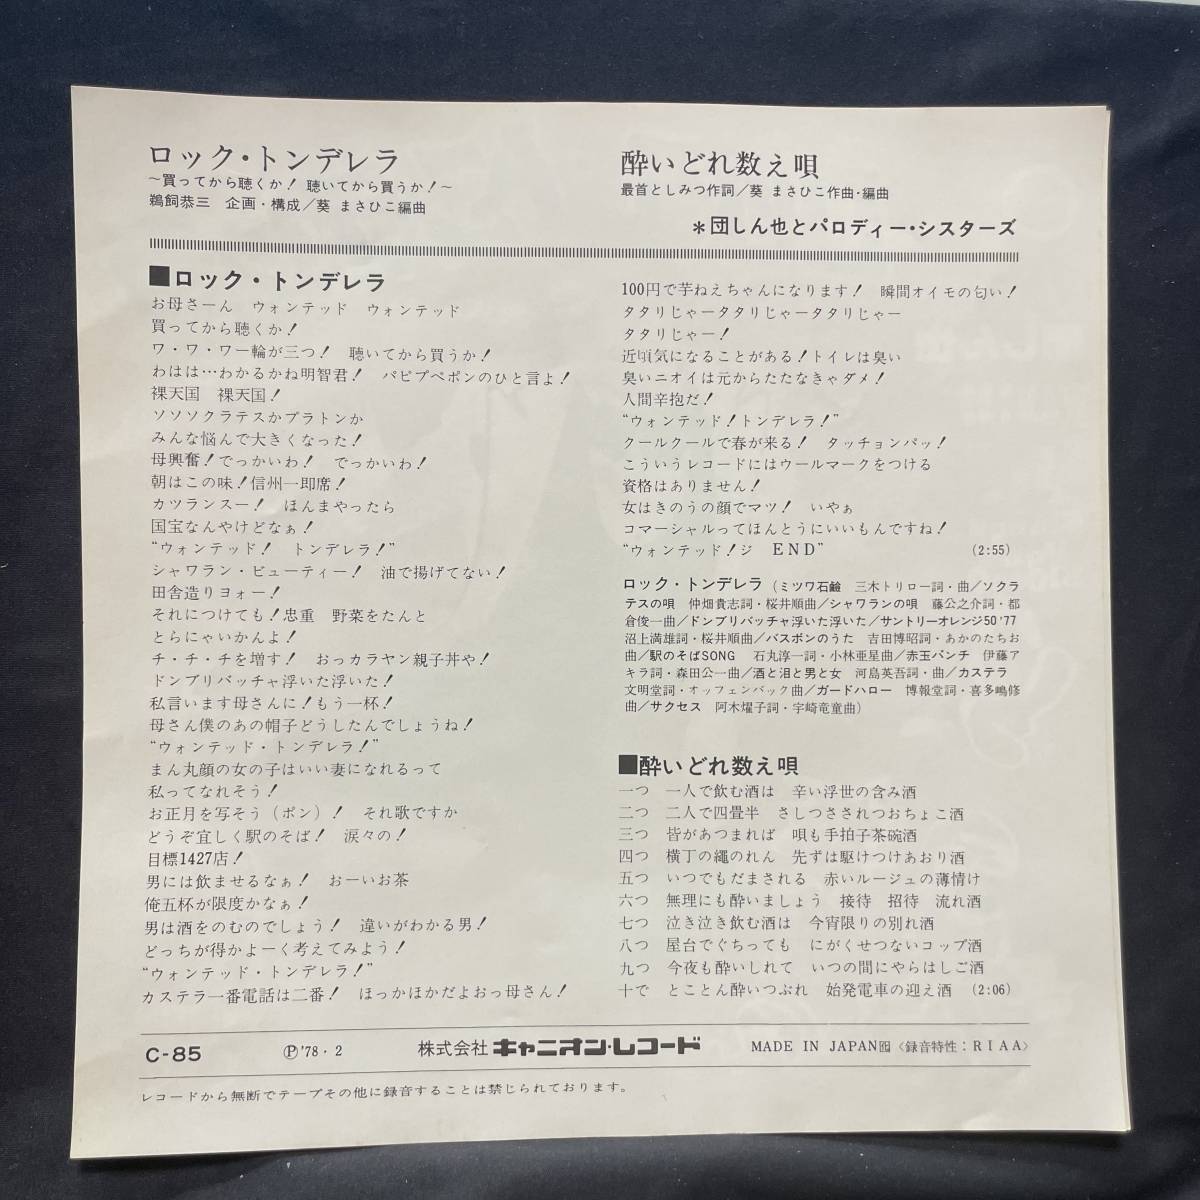 ロック・トンデレラ
〜買ってから聴くか! 聴いてから買うか!〜
鵜飼恭三 企画・構成/葵 まさひこ編曲
酔いどれ数え唄
最首としみつ作詞/葵 まさひこ作曲・編曲
*団しん也とパロディー・シスターズ
■ロック・トンデレラ
お母さーん ウォンテッド ウォンテッド
買ってから聴くか!
ワ・ワ・ワー輪が三つ! 聴いてから買うか!
わはは…わかるかね明智君! パピプペポンのひと言よ!
裸天国 裸天国!
ソソソクラテスかプラトンか
みんな悩んで大きくなった!
母興奮!でっかいわ! でっかいわ!
朝はこの味!信州一即席!
カツランスー! ほんまやったら
国宝なんやけどなぁ!
“ウォンテッド! トンデレラ!”
シャワラン・ビューティー! 油で揚げてない!
田舎造りヨォー!
それにつけても!忠重 野菜をたんと
とらにゃいかんよ!
チ・チ・チを増す! おっカラヤン親子丼や!
ドンブリバッチャ浮いた浮いた!
私言います母さんに!もう一杯!
母さん僕のあの帽子どうしたんでしょうね!
“ウォンテッド・トンデレラ!”
まん丸顔の女の子はいい妻になれるって
私ってなれそう!
お正月を写そう(ポン)! それ歌ですか
どうぞ宜しく駅のそば! 涙々の!
目標1427店!
男には飲ませるなぁ! おーいお茶
俺五杯が限度かなぁ!
男は酒をのむのでしょう! 違いがわかる男!
どっちが得かよーく考えてみよう!
“ウォンテッド・トンデレラ!”
カステラ一番電話は二番! ほっかほかだよおっ母さん!
100円で芋ねえちゃんになります! 瞬間オイモの匂い!
タタリじゃータタリじゃータタリじゃー
タタリじゃー!
近頃気になることがある!トイレは臭い
臭いニオイは元からたたなきゃダメ!
人間辛抱だ!
“ウォンテッド!トンデレラ!”
クールクールで春が来る! タッチョンパッ!
こういうレコードにはウールマークをつける
資格はありません!
女はきのうの顔でマツ! いやぁ
コマーシャルってほんとうにいいもんですね!
“ウォンテッド!ジ END” (2:55)
ロック・トンデレラ(ミツワ石鹼 三木トリロー詞・曲/ソクラ
テスの唄 仲畑貴志詞・桜井順曲/シャワランの唄 藤公之介詞・都
倉俊一曲/ドンブリバッチャ浮いた浮いた/サントリーオレンジ50'77
沼上満雄詞・桜井順曲/バスボンのうた 吉田博昭詞・あかのたちお
曲/駅のそばSONG 石丸淳一詞・小林亜星曲/赤玉パンチ 伊藤ア
キラ詞・森田公一曲/酒と泪と男と女 河島英吾詞・曲/カステラ
文明堂詞・オッフェンバック曲/ガードハロー 博報堂詞・喜多嶋修
曲/サクセス 阿木燿子詞・宇崎竜童曲)
■酔いどれ数え唄
一つ 一人で飲む酒は 辛い浮世の含み酒
二つ 二人で四畳半 さしつさされつおちょこ酒
三つ 皆があつまれば 唄も手拍子茶碗酒
四つ 横丁の繩のれん 先ずは駆けつけあおり酒
五つ いつでもだまされる 赤いルージュの薄情け
六つ 無理にも酔いましょう 接待 招待 流れ酒
七つ 泣き泣き飲む酒は 今宵限りの別れ酒
八つ 屋台でぐちっても にがくせつないコップ酒
九つ 今夜も酔いしれて いつの間にやらはしご酒
十で とことん酔いつぶれ 始発電車の迎え酒 (2:06)
C-85 Ⓟ'78・2 株式会社 キャニオン・レコード MADE IN JAPAN 〈録音特性:RIAA〉
レコードから無断でテープその他に録音することは禁じられております。